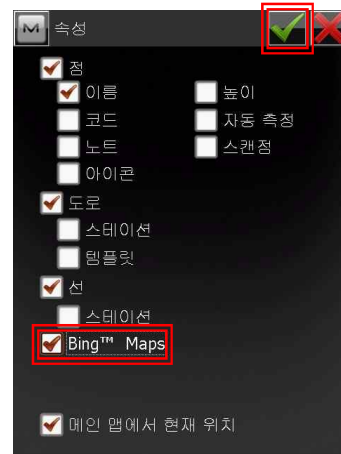 속성
점
이름 높이
코드 자동 측정
노트 스캔점
아이콘
도로
스테이션
템플릿
선
스테이션
Bing™ Maps
메인 맵에서 현재 위치